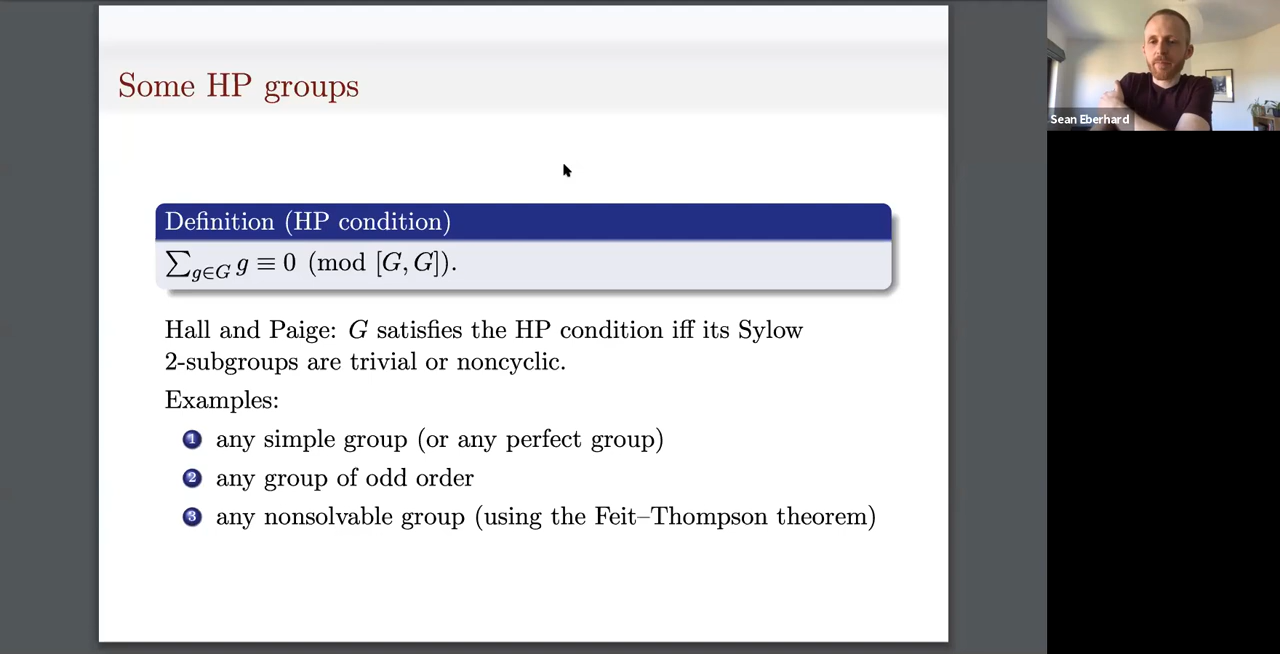 Some HP groups
Sean Eberhard
Definition (HP condition)
∑_{g∈G} g ≡ 0 (mod [G, G]).
Hall and Paige: G satisfies the HP condition iff its Sylow
2-subgroups are trivial or noncyclic.
Examples:
1 any simple group (or any perfect group)
2 any group of odd order
3 any nonsolvable group (using the Feit–Thompson theorem)